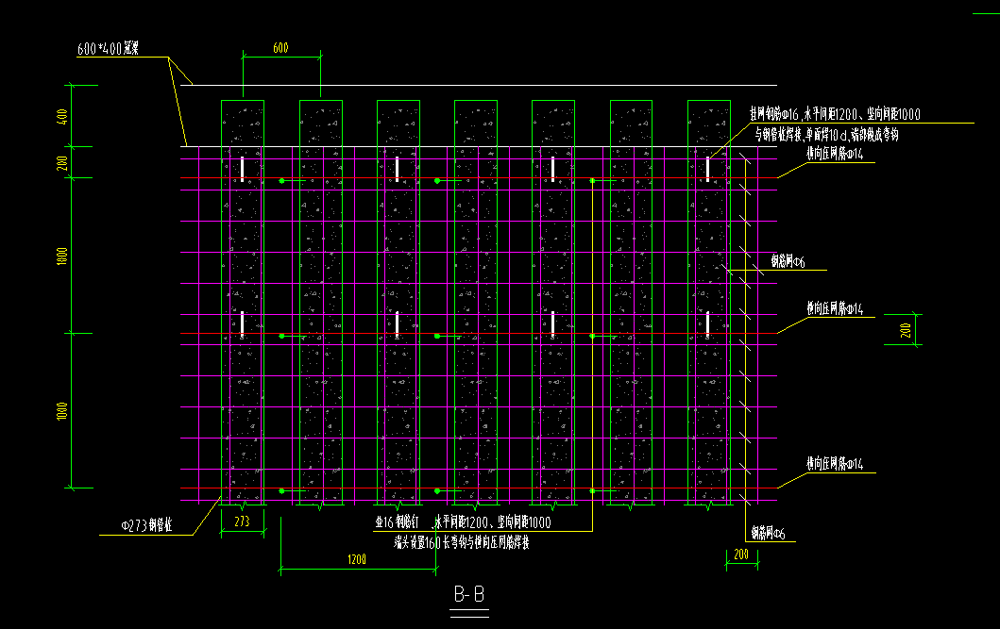 600*400冠梁
600
400
200
1000
1000
挂网钢筋Φ16,水平间距1200、竖向间距1000
与钢管桩焊接,单面焊10d,端部做成弯钩
横向压网筋Φ14
钢筋网Φ6
横向压网筋Φ14
200
横向压网筋Φ14
Φ273钢管桩
273
Φ16钢筋钉 ,水平间距1200、竖向间距1000
端头设置160长弯钩与横向压网筋焊接
钢筋网Φ6
200
1200
B-B